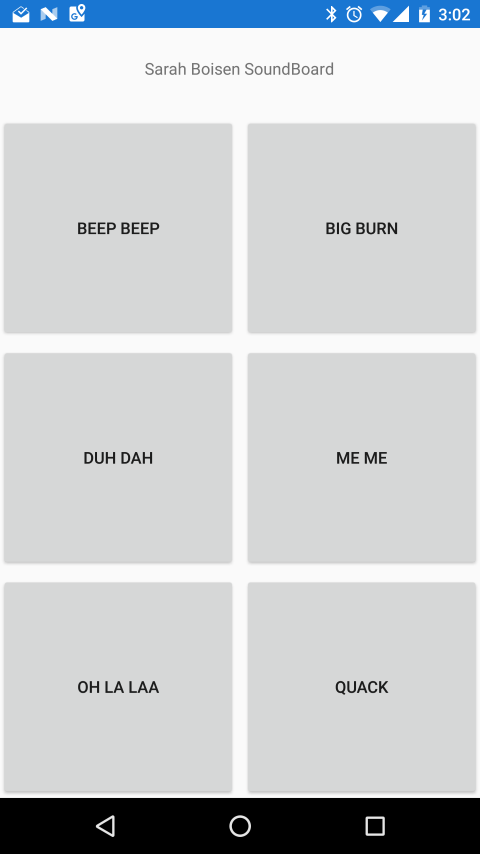 3:02
Sarah Boisen SoundBoard
BEEP BEEP
BIG BURN
DUH DAH
ME ME
OH LA LAA
QUACK